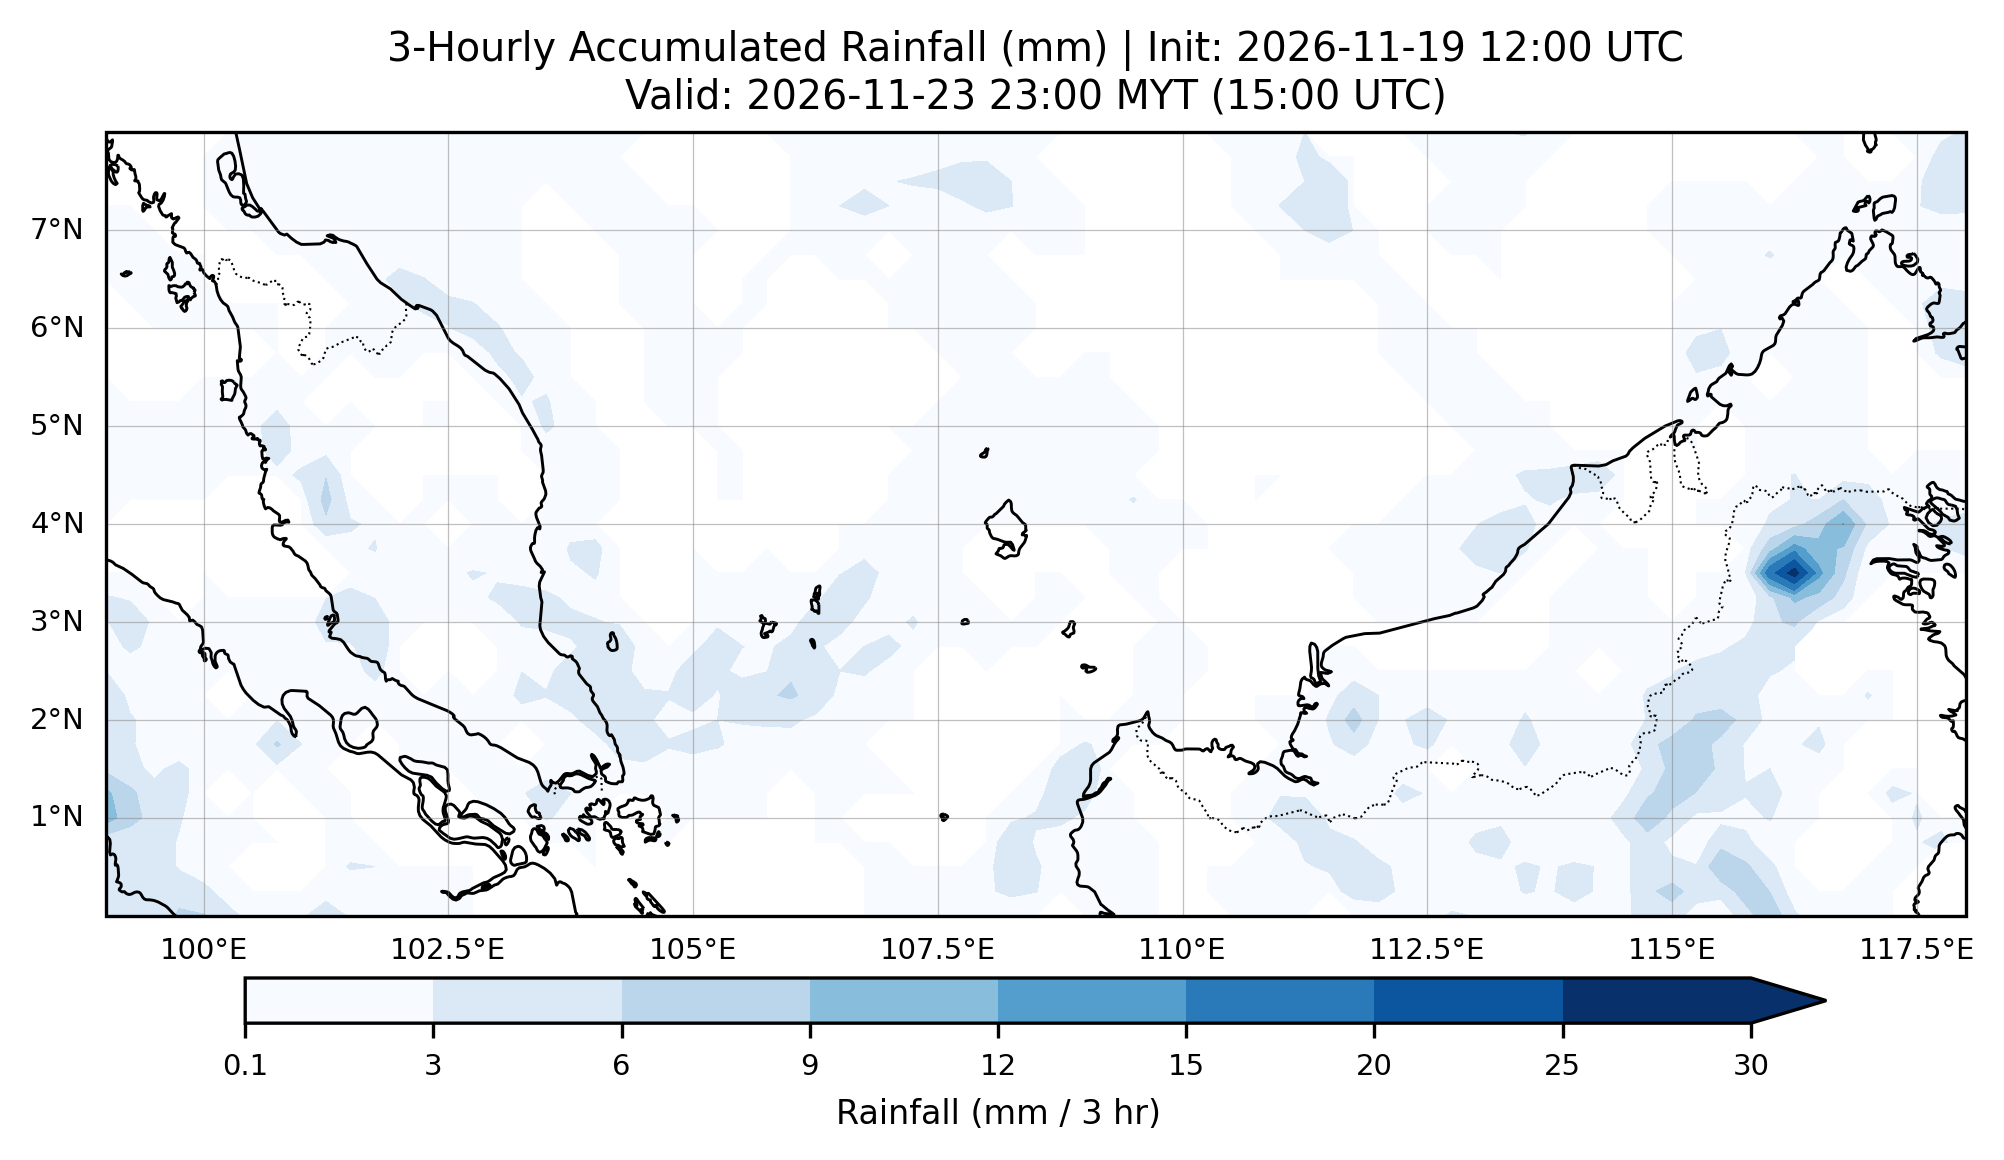 3-Hourly Accumulated Rainfall (mm) | Init: 2026-11-19 12:00 UTC
Valid: 2026-11-23 23:00 MYT (15:00 UTC)
7°N
6°N
5°N
4°N
3°N
2°N
1°N
100°E 102.5°E 105°E 107.5°E 110°E 112.5°E 115°E 117.5°E
0.1 3 6 9 12 15 20 25 30
Rainfall (mm / 3 hr)